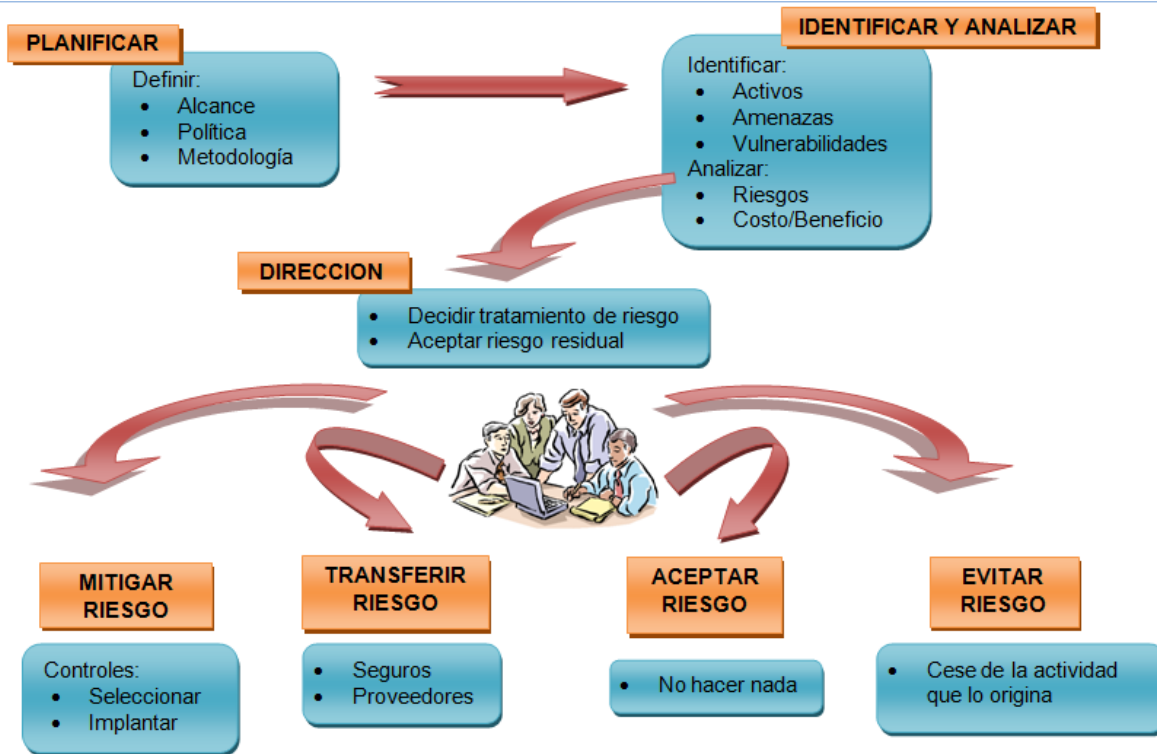 PLANIFICAR
Definir:
• Alcance
• Política
• Metodología
IDENTIFICAR Y ANALIZAR
Identificar:
• Activos
• Amenazas
• Vulnerabilidades
Analizar:
• Riesgos
• Costo/Beneficio
DIRECCION
• Decidir tratamiento de riesgo
• Aceptar riesgo residual
MITIGAR
RIESGO
Controles:
• Seleccionar
• Implantar
TRANSFERIR
RIESGO
• Seguros
• Proveedores
ACEPTAR
RIESGO
• No hacer nada
EVITAR
RIESGO
• Cese de la actividad
que lo origina